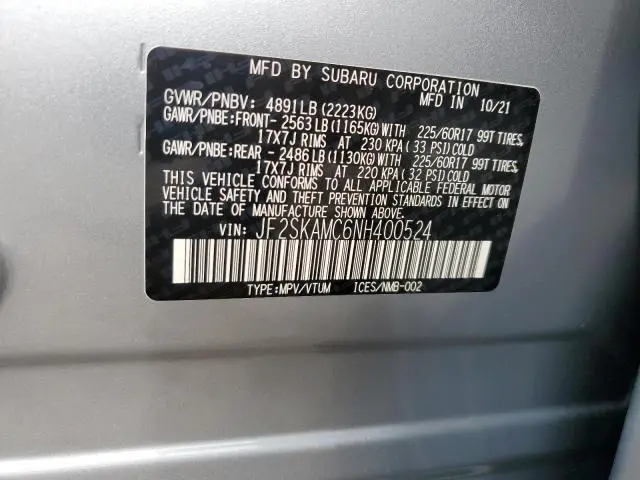 MFD BY SUBARU CORPORATION
MFD IN 10/21
GVWR/PNBV: 4891LB(2223KG)
GAWR/PNBE:FRONT- 2563LB(1165KG)WITH 225/60R17 99T TIRES,
17X7J RIMS AT 230 KPA(33 PSI)COLD
GAWR/PNBE:REAR - 2486LB(1130KG)WITH 225/60R17 99T TIRES,
17X7J RIMS AT 220 KPA(32 PSI)COLD
THIS VEHICLE CONFORMS TO ALL APPLICABLE FEDERAL MOTOR
VEHICLE SAFETY AND THEFT PREVENTION STANDARDS IN EFFECT ON
THE DATE OF MANUFACTURE SHOWN ABOVE.
VIN: JF2SKAMC6NH400524
TYPE:MPV/VTUM ICES/NMB-002